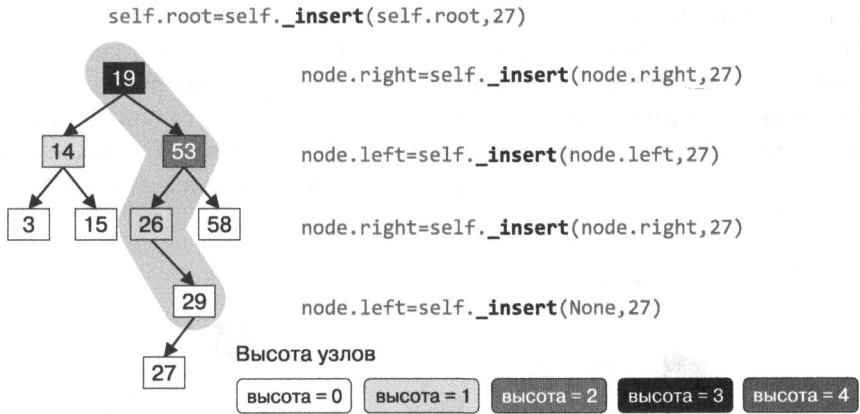 self.root=self._insert(self.root,27)
19
node.right=self._insert(node.right,27)
14 53
node.left=self._insert(node.left,27)
3 15 26 58
node.right=self._insert(node.right,27)
29
node.left=self._insert(None,27)
27
Высота узлов
высота = 0 высота = 1 высота = 2 высота = 3 высота = 4